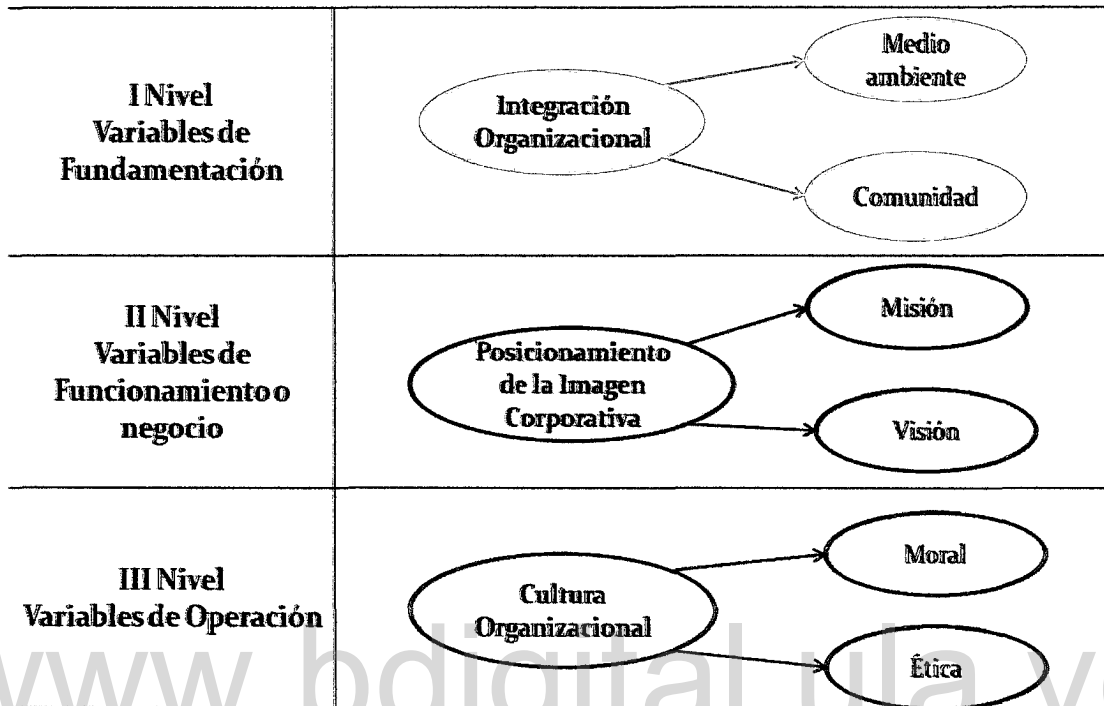 I Nivel
Variables de
Fundamentación
Integración
Organizacional
Medio
ambiente
Comunidad
II Nivel
Variables de
Funcionamiento o
negocio
Posicionamiento
de la Imagen
Corporativa
Misión
Visión
III Nivel
Variables de Operación
Cultura
Organizacional
Moral
Ética
www.bdigital.ula.ve